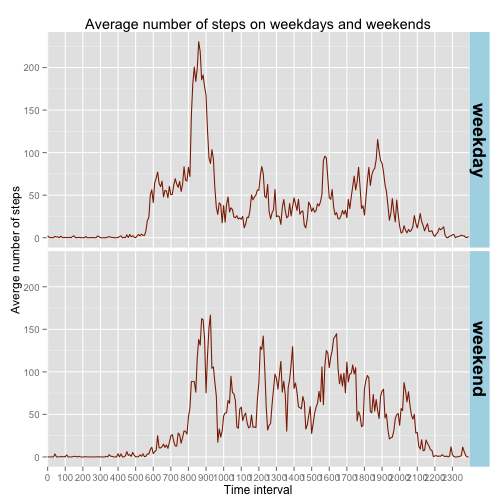 Average number of steps on weekdays and weekends
200
150
100
50
0
weekday
200
150
100
50
0
weekend
Averge number of steps
0 100 200 300 400 500 600 700 800 900 1000 1100 1200 1300 1400 1500 1600 1700 1800 1900 2000 2100 2200 2300
Time interval